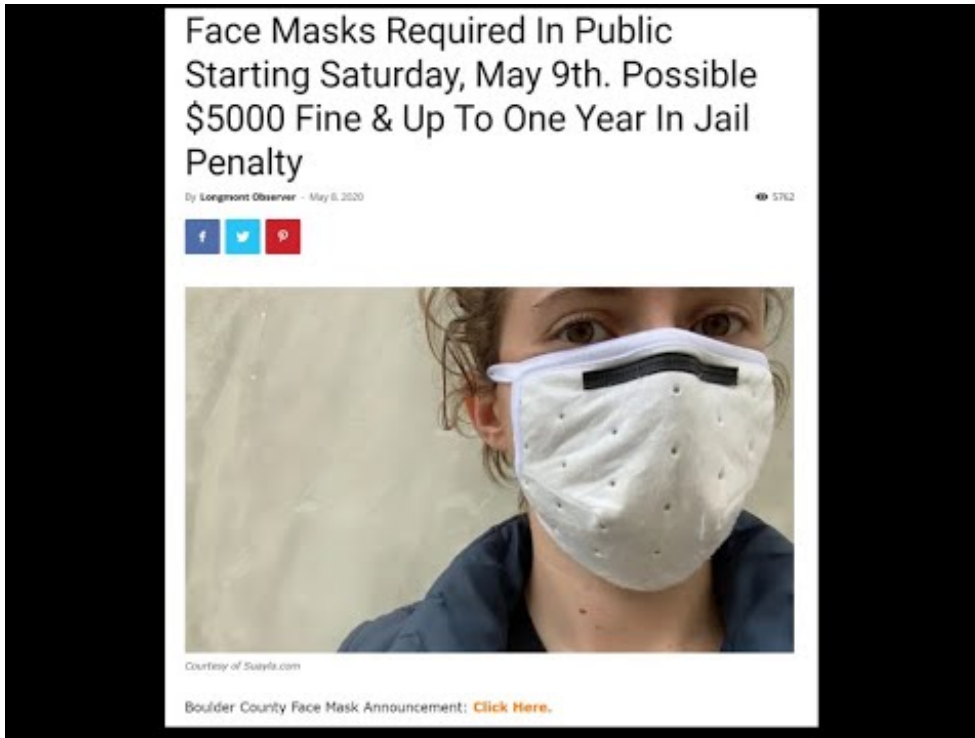 Face Masks Required In Public
Starting Saturday, May 9th. Possible
$5000 Fine & Up To One Year In Jail
Penalty
By Longmont Observer - May 8, 2020
5762
Courtesy of Suayla.com
Boulder County Face Mask Announcement: Click Here.